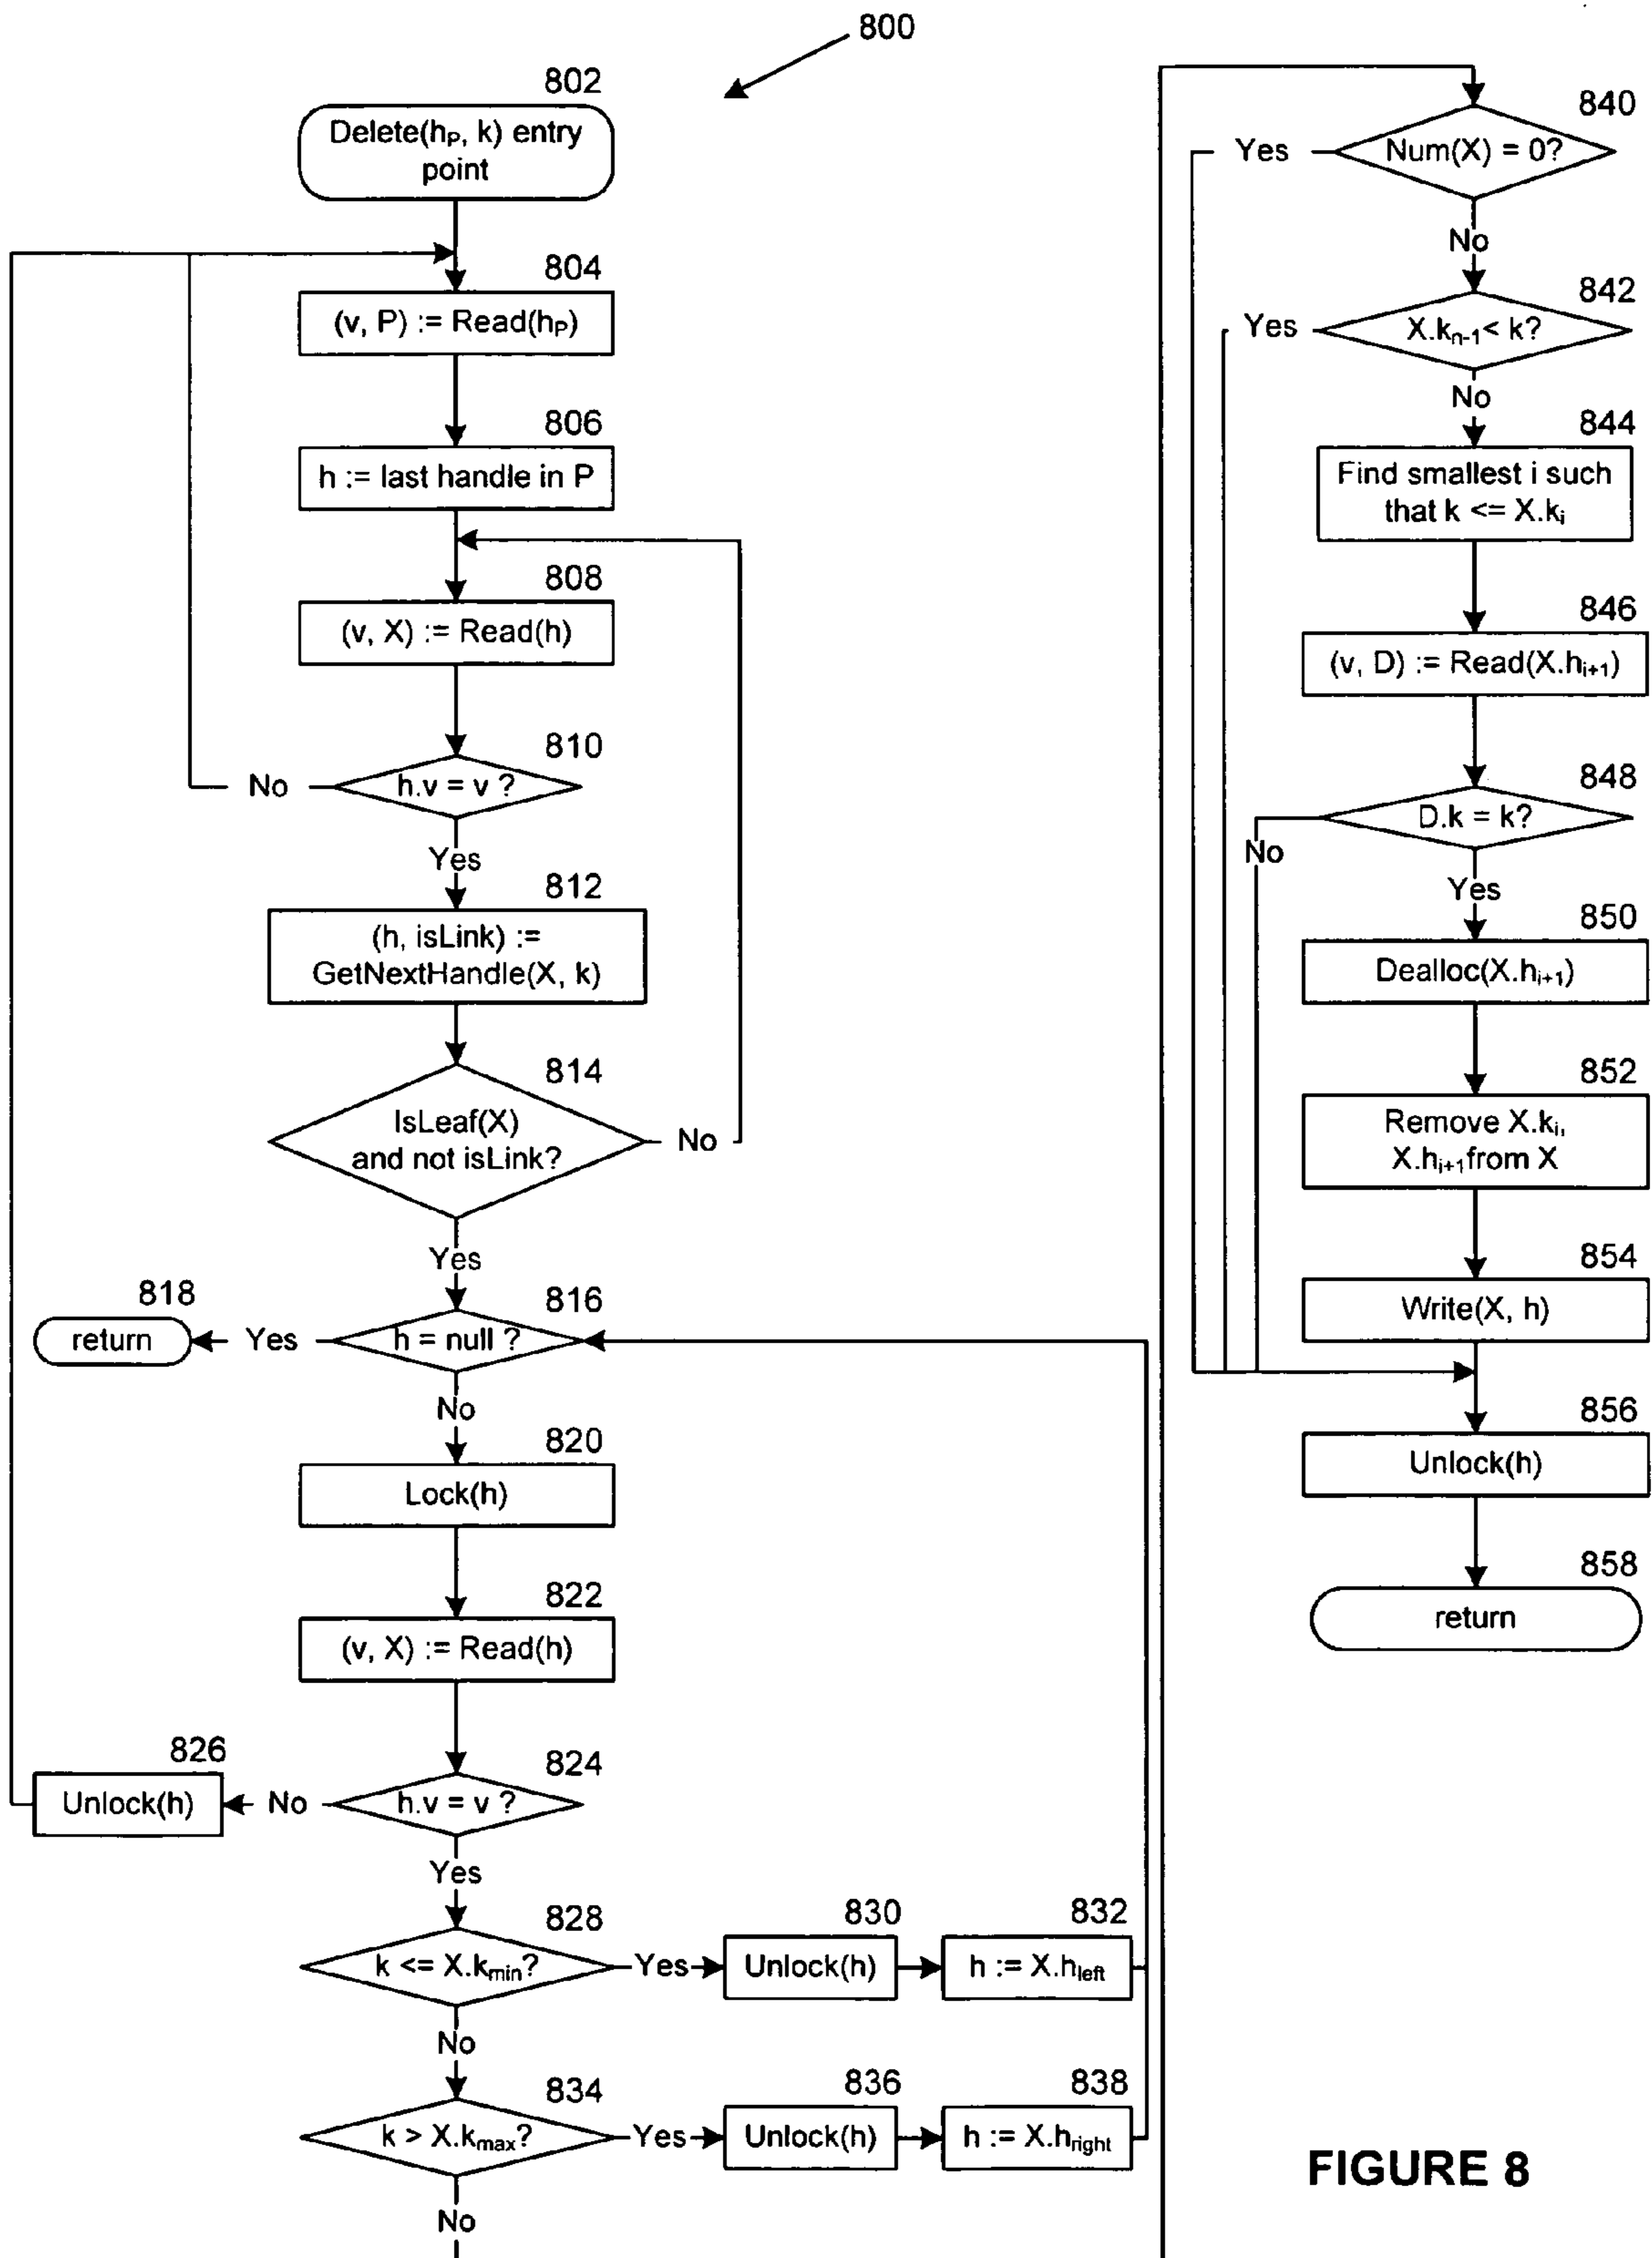 800
802
Delete(hP, k) entry
point
804
(v, P) := Read(hP)
806
h := last handle in P
808
(v, X) := Read(h)
810
h.v = v ?
No
Yes
812
(h, isLink) :=
GetNextHandle(X, k)
814
IsLeaf(X)
and not isLink?
No
Yes
816
h = null ?
Yes
818
return
No
820
Lock(h)
822
(v, X) := Read(h)
824
h.v = v ?
No
826
Unlock(h)
Yes
828
k <= X.kmin?
Yes
830
Unlock(h)
832
h := X.hleft
No
834
k > X.kmax?
Yes
836
Unlock(h)
838
h := X.hright
No
840
Num(X) = 0?
Yes
No
842
X.kn-1< k?
Yes
No
844
Find smallest i such
that k <= X.ki
846
(v, D) := Read(X.hi+1)
848
D.k = k?
No
Yes
850
Dealloc(X.hi+1)
852
Remove X.ki,
X.hi+1from X
854
Write(X, h)
856
Unlock(h)
858
return
FIGURE 8